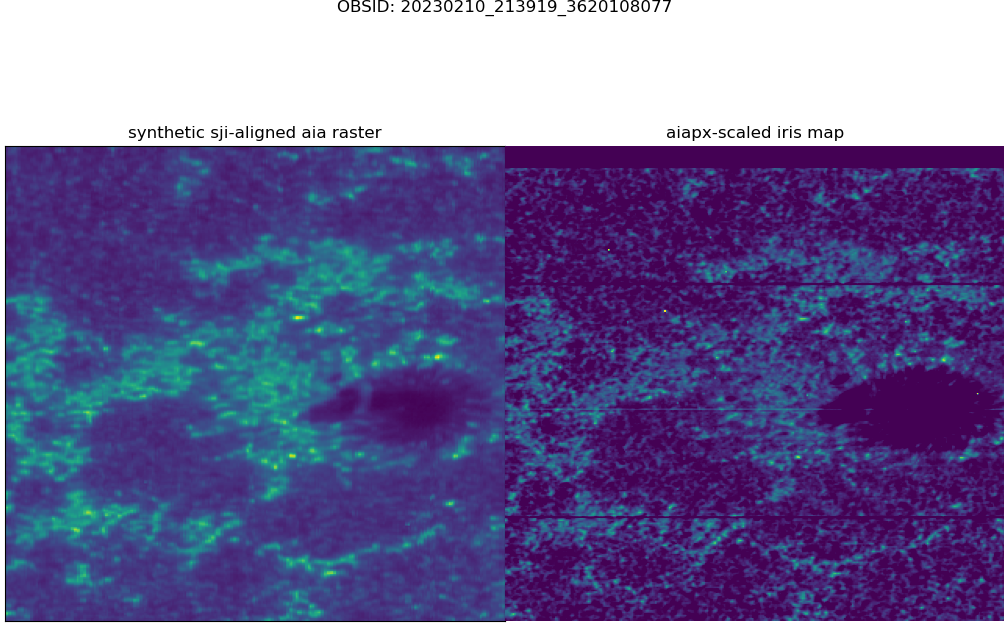 OBSID: 20230210_213919_3620108077
synthetic sji-aligned aia raster
aiapx-scaled iris map